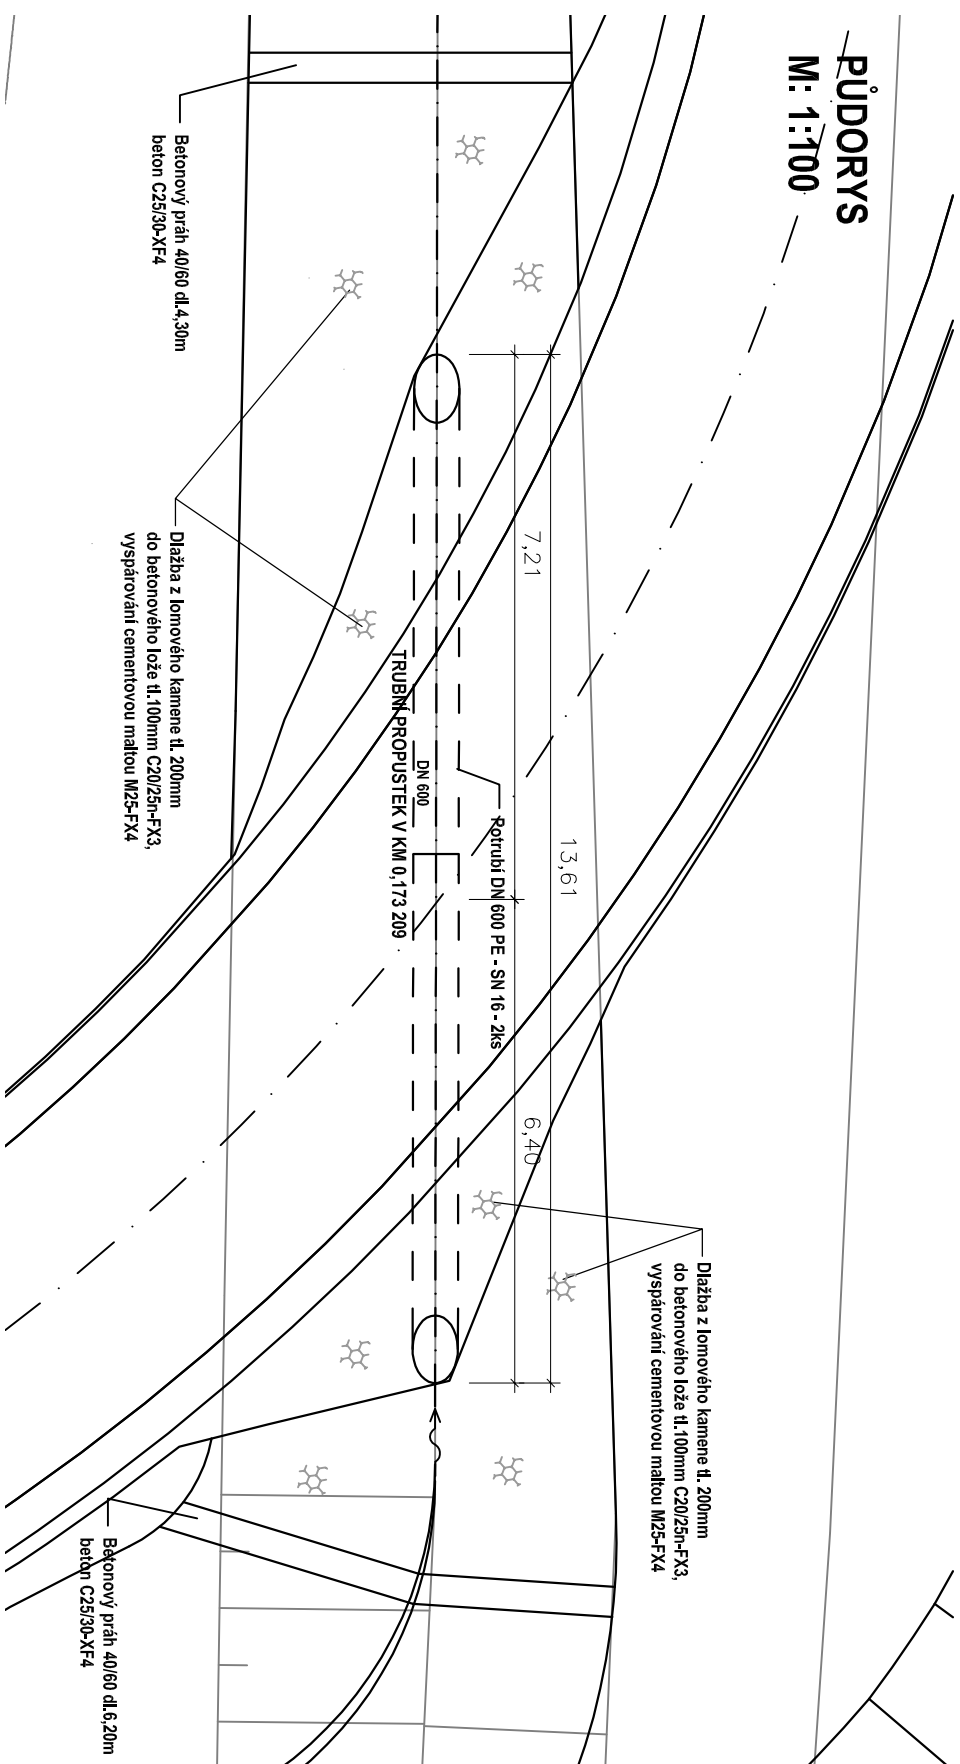 PŮDORYS
M: 1:100
Betonový práh 40/60 dl.4,30m
beton C25/30-XF4
Dlažba z lomového kamene tl. 200mm
do betonového lože tl.100mm C20/25n-FX3,
vyspárování cementovou maltou M25-FX4
7,21
13,61
6,40
TRUBNÍ PROPUSTEK V KM 0,173 209
DN 600
Potrubí DN 600 PE - SN 16 - 2ks
Dlažba z lomového kamene tl. 200mm
do betonového lože tl.100mm C20/25n-FX3,
vyspárování cementovou maltou M25-FX4
Betonový práh 40/60 dl.6,20m
beton C25/30-XF4